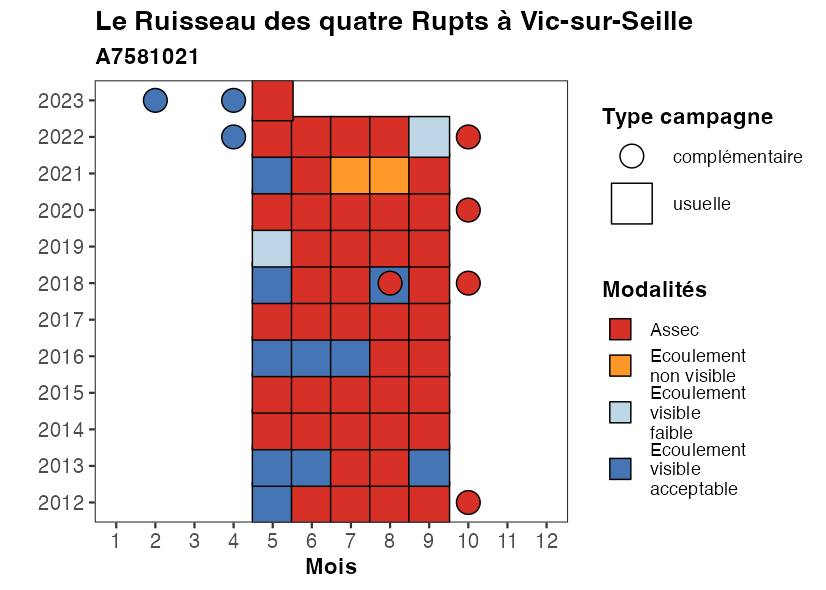 Le Ruisseau des quatre Rupts à Vic-sur-Seille
A7581021
2023
2022
2021
2020
2019
2018
2017
2016
2015
2014
2013
2012
1 2 3 4 5 6 7 8 9 10 11 12
Mois
Type campagne
complémentaire
usuelle
Modalités
Assec
Ecoulement
non visible
Ecoulement
visible
faible
Ecoulement
visible
acceptable